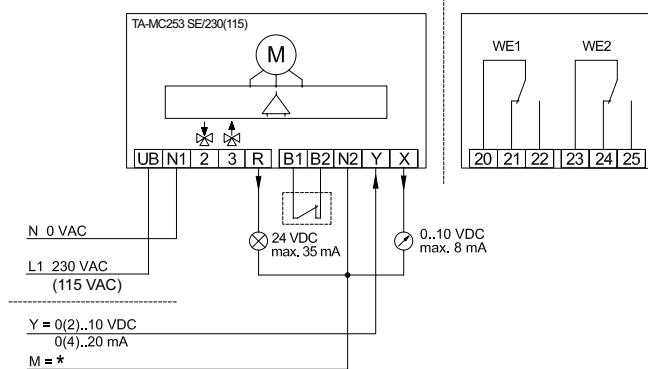 TA-MC253 SE/230(115)
M
WE1 WE2
UB N1 2 3 R B1 B2 N2 Y X
20 21 22 23 24 25
N 0 VAC
24 VDC
max. 35 mA
0..10 VDC
max. 8 mA
L1 230 VAC
(115 VAC)
Y = 0(2)..10 VDC
0(4)..20 mA
M = *